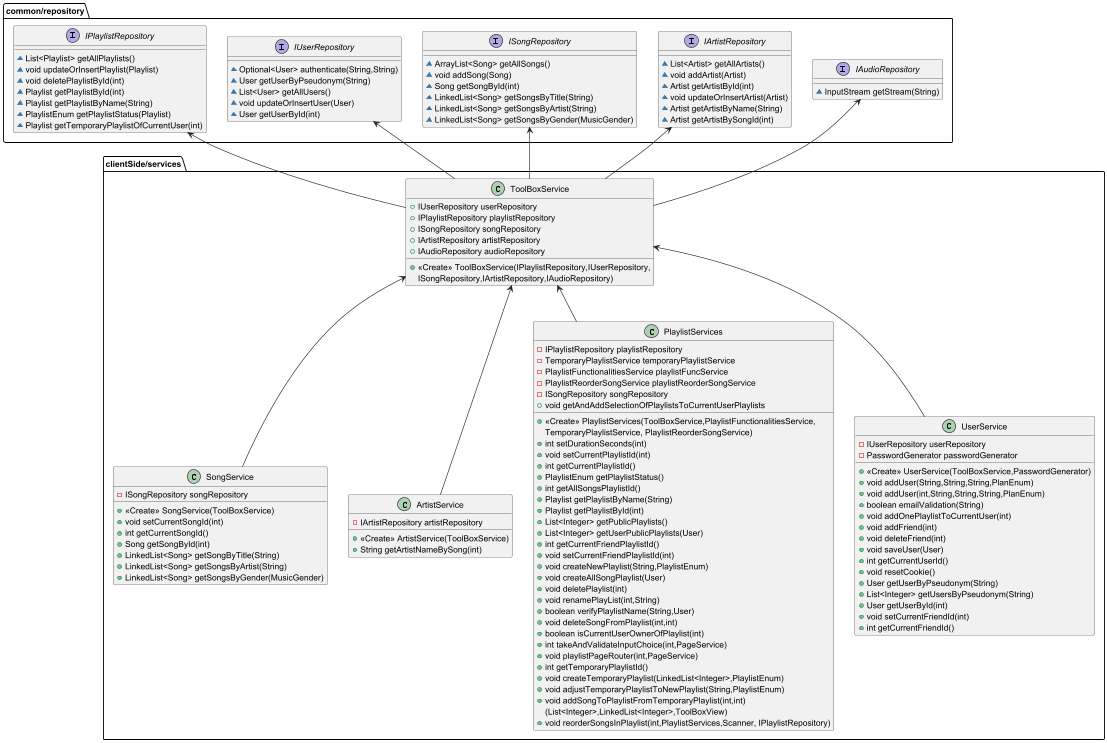 common/repository
I IPlaylistRepository
List<Playlist> getAllPlaylists()
void updateOrInsertPlaylist(Playlist)
void deletePlaylistById(int)
Playlist getPlaylistById(int)
Playlist getPlaylistByName(String)
PlaylistEnum getPlaylistStatus(Playlist)
Playlist getTemporaryPlaylistOfCurrentUser(int)
I IUserRepository
Optional<User> authenticate(String,String)
User getUserByPseudonym(String)
List<User> getAllUsers()
void updateOrInsertUser(User)
User getUserById(int)
I ISongRepository
ArrayList<Song> getAllSongs()
void addSong(Song)
Song getSongById(int)
LinkedList<Song> getSongsByTitle(String)
LinkedList<Song> getSongsByArtist(String)
LinkedList<Song> getSongsByGender(MusicGender)
I IArtistRepository
List<Artist> getAllArtists()
void addArtist(Artist)
Artist getArtistById(int)
void updateOrInsertArtist(Artist)
Artist getArtistByName(String)
Artist getArtistBySongId(int)
I IAudioRepository
InputStream getStream(String)
clientSide/services
C ToolBoxService
IUserRepository userRepository
IPlaylistRepository playlistRepository
ISongRepository songRepository
IArtistRepository artistRepository
IAudioRepository audioRepository
«Create» ToolBoxService(IPlaylistRepository,IUserRepository,
ISongRepository,IArtistRepository,IAudioRepository)
C SongService
ISongRepository songRepository
«Create» SongService(ToolBoxService)
void setCurrentSongId(int)
int getCurrentSongId()
Song getSongById(int)
LinkedList<Song> getSongByTitle(String)
LinkedList<Song> getSongsByArtist(String)
LinkedList<Song> getSongsByGender(MusicGender)
C ArtistService
IArtistRepository artistRepository
«Create» ArtistService(ToolBoxService)
String getArtistNameBySong(int)
C PlaylistServices
IPlaylistRepository playlistRepository
TemporaryPlaylistService temporaryPlaylistService
PlaylistFunctionalitiesService playlistFuncService
PlaylistReorderSongService playlistReorderSongService
ISongRepository songRepository
void getAndAddSelectionOfPlaylistsToCurrentUserPlaylists
«Create» PlaylistServices(ToolBoxService,PlaylistFunctionalitiesService,
TemporaryPlaylistService, PlaylistReorderSongService)
int setDurationSeconds(int)
void setCurrentPlaylistId(int)
int getCurrentPlaylistId()
PlaylistEnum getPlaylistStatus()
int getAllSongsPlaylistId()
Playlist getPlaylistByName(String)
Playlist getPlaylistById(int)
List<Integer> getPublicPlaylists()
List<Integer> getUserPublicPlaylists(User)
int getCurrentFriendPlaylistId()
void setCurrentFriendPlaylistId(int)
void createNewPlaylist(String,PlaylistEnum)
void createAllSongPlaylist(User)
void deletePlaylist(int)
void renamePlayList(int,String)
boolean verifyPlaylistName(String,User)
void deleteSongFromPlaylist(int,int)
boolean isCurrentUserOwnerOfPlaylist(int)
int takeAndValidateInputChoice(int,PageService)
void playlistPageRouter(int,PageService)
int getTemporaryPlaylistId()
void createTemporaryPlaylist(LinkedList<Integer>,PlaylistEnum)
void adjustTemporaryPlaylistToNewPlaylist(String,PlaylistEnum)
void addSongToPlaylistFromTemporaryPlaylist(int,int)
(List<Integer>,LinkedList<Integer>,ToolBoxView)
void reorderSongsInPlaylist(int,PlaylistServices,Scanner, IPlaylistRepository)
C UserService
IUserRepository userRepository
PasswordGenerator passwordGenerator
«Create» UserService(ToolBoxService,PasswordGenerator)
void addUser(String,String,String,PlanEnum)
void addUser(int,String,String,String,PlanEnum)
boolean emailValidation(String)
void addOnePlaylistToCurrentUser(int)
void addFriend(int)
void deleteFriend(int)
void saveUser(User)
int getCurrentUserId()
void resetCookie()
User getUserByPseudonym(String)
List<Integer> getUsersByPseudonym(String)
User getUserById(int)
void setCurrentFriendId(int)
int getCurrentFriendId()